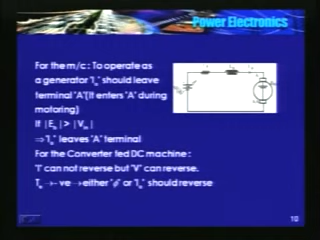 Power Electronics
For the m/c : To operate as
a generator 'Iₐ' should leave
terminal 'A'(It enters 'A' during
motoring)
If |E_b| > |V_in|
⇒ 'Iₐ' leaves 'A' terminal
For the Converter fed DC machine :
'I' can not reverse but 'V' can reverse.
Tₑ → -ve → either 'ϕ' or 'Iₐ' should reverse
10